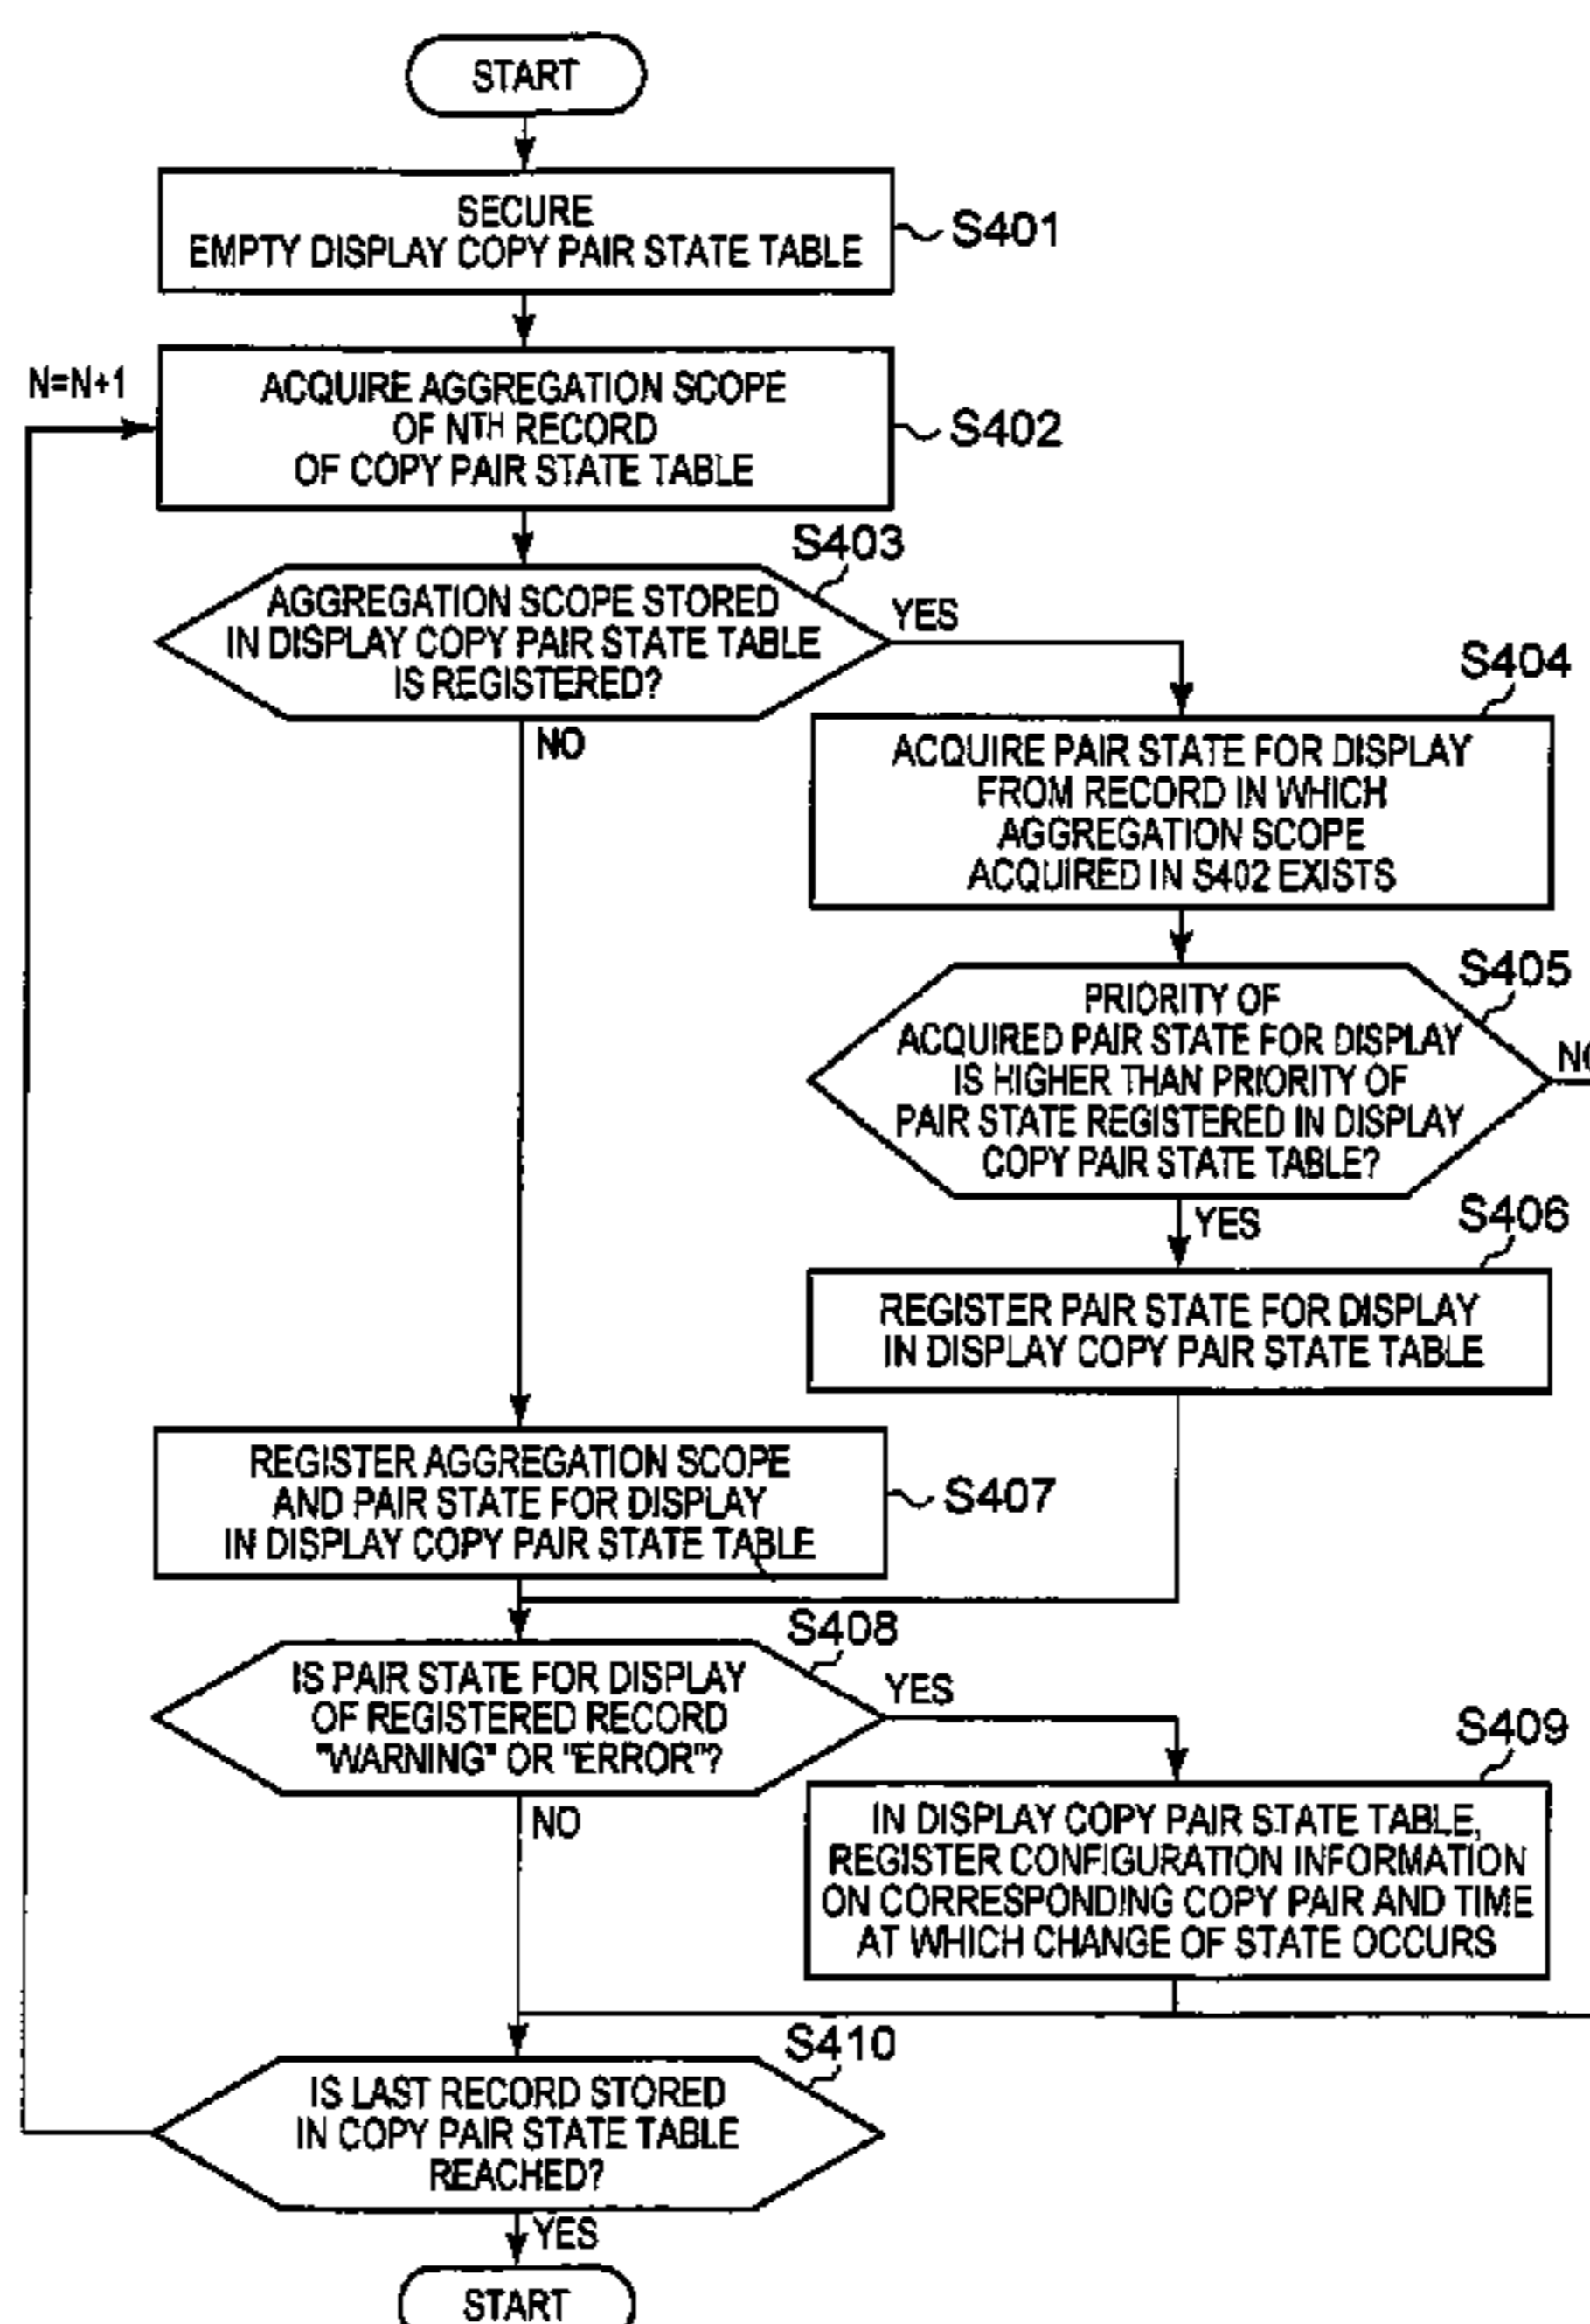 START
SECURE
EMPTY DISPLAY COPY PAIR STATE TABLE
S401
N=N+1
ACQUIRE AGGREGATION SCOPE
OF NTH RECORD
OF COPY PAIR STATE TABLE
S402
S403
AGGREGATION SCOPE STORED
IN DISPLAY COPY PAIR STATE TABLE
IS REGISTERED?
YES
NO
S404
ACQUIRE PAIR STATE FOR DISPLAY
FROM RECORD IN WHICH
AGGREGATION SCOPE
ACQUIRED IN S402 EXISTS
S405
PRIORITY OF
ACQUIRED PAIR STATE FOR DISPLAY
IS HIGHER THAN PRIORITY OF
PAIR STATE REGISTERED IN DISPLAY
COPY PAIR STATE TABLE?
NO
YES
S406
REGISTER PAIR STATE FOR DISPLAY
IN DISPLAY COPY PAIR STATE TABLE
REGISTER AGGREGATION SCOPE
AND PAIR STATE FOR DISPLAY
IN DISPLAY COPY PAIR STATE TABLE
S407
S408
IS PAIR STATE FOR DISPLAY
OF REGISTERED RECORD
"WARNING" OR "ERROR"?
YES
NO
S409
IN DISPLAY COPY PAIR STATE TABLE,
REGISTER CONFIGURATION INFORMATION
ON CORRESPONDING COPY PAIR AND TIME
AT WHICH CHANGE OF STATE OCCURS
S410
IS LAST RECORD STORED
IN COPY PAIR STATE TABLE
REACHED?
YES
START